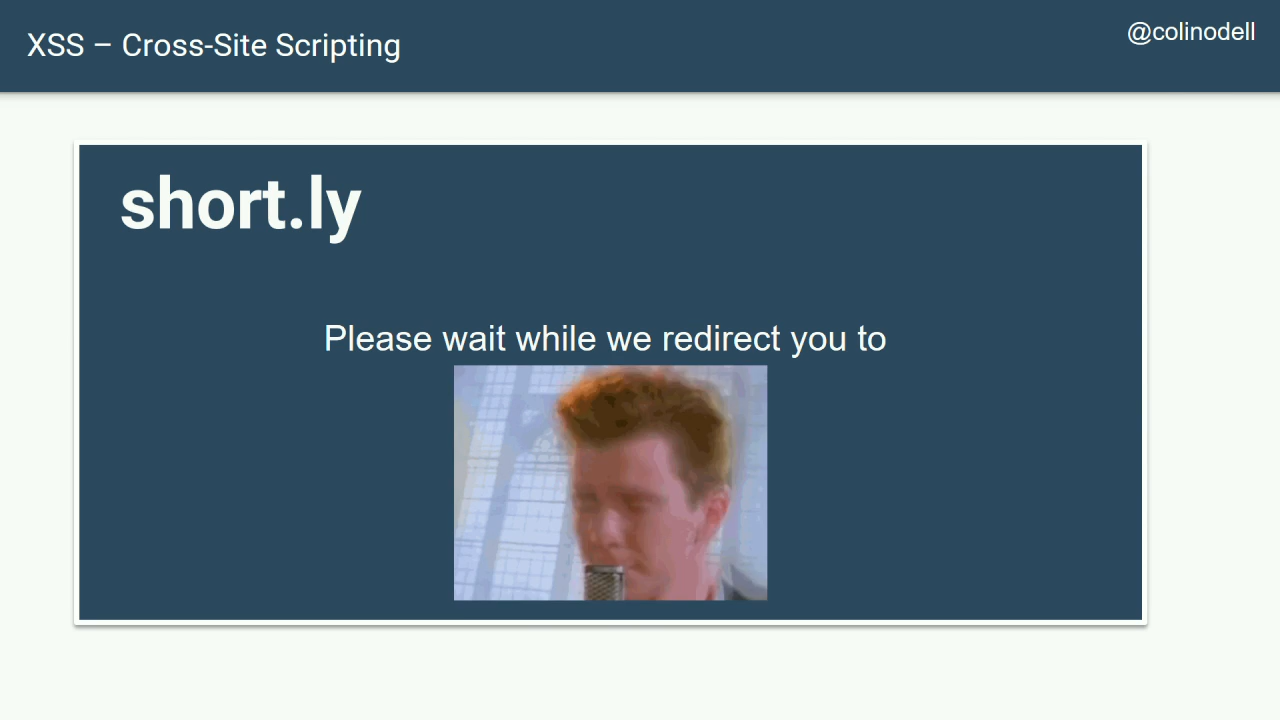 XSS – Cross-Site Scripting
@colinodell
short.ly
Please wait while we redirect you to